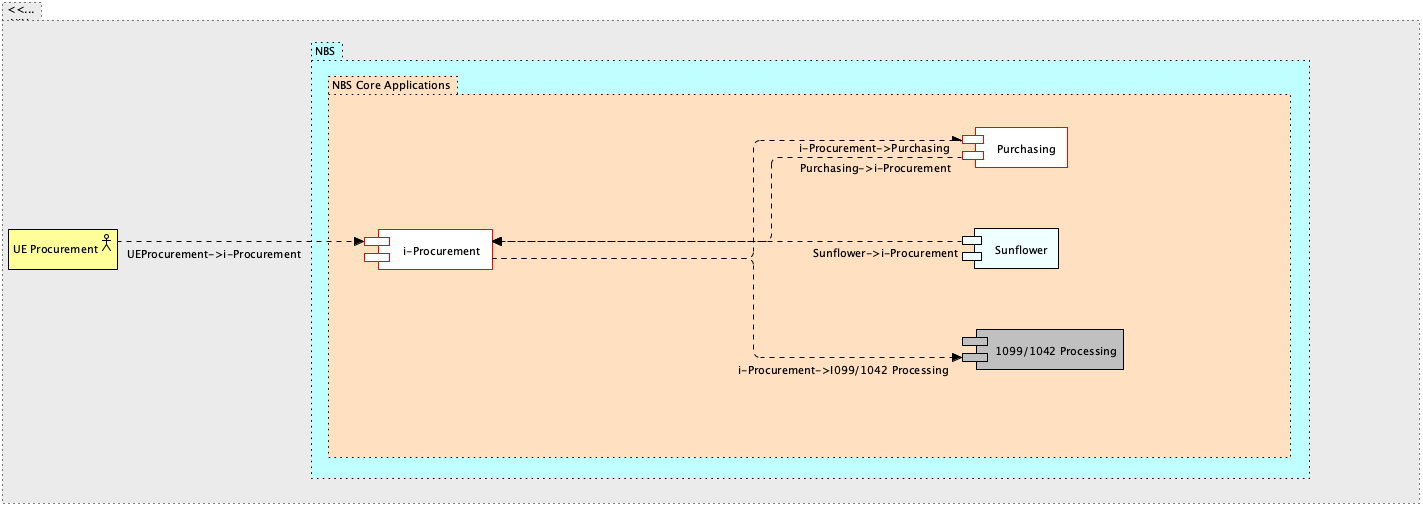 <<...
NBS
NBS Core Applications
i-Procurement->Purchasing
Purchasing
Purchasing->i-Procurement
UE Procurement
UEProcurement->i-Procurement
i-Procurement
Sunflower->i-Procurement
Sunflower
1099/1042 Processing
i-Procurement->I099/1042 Processing